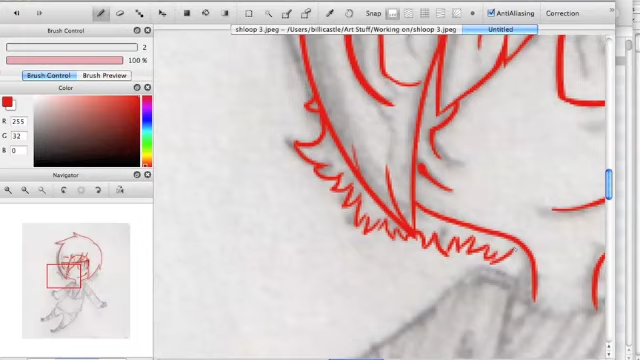 Snap
AntiAliasing
Correction
Brush Control
shloop 3.jpeg – /Users/billicastle/Art Stuff/Working on/shloop 3.jpeg
Untitled
2
100 %
Brush Control
Brush Preview
Color
R
255
G
32
B
0
Navigator